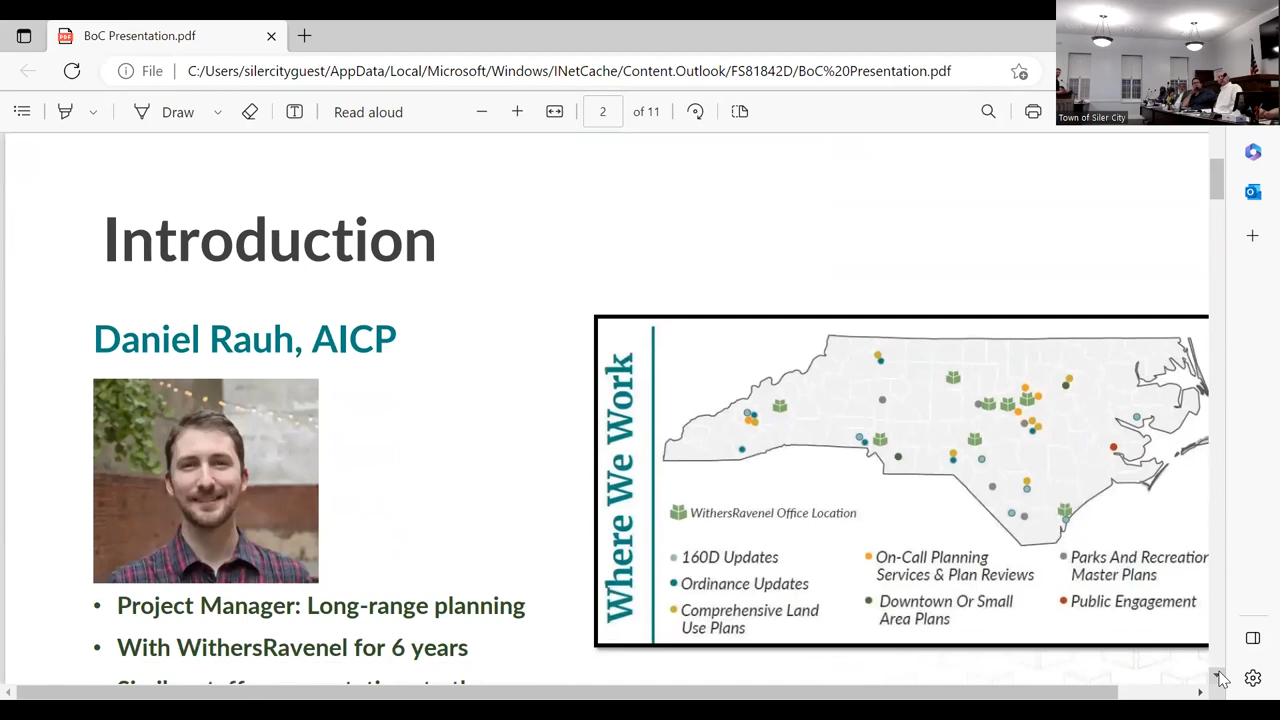 BoC Presentation.pdf
File
C:/Users/silercityguest/AppData/Local/Microsoft/Windows/INetCache/Content.Outlook/FS81842D/BoC%20Presentation.pdf
Town of Siler City
Draw
Read aloud
2
of 11
Introduction
Daniel Rauh, AICP
• Project Manager: Long-range planning
• With WithersRavenel for 6 years
Where We Work
WithersRavenel Office Location
160D Updates
Ordinance Updates
Comprehensive Land
Use Plans
On-Call Planning
Services & Plan Reviews
Downtown Or Small
Area Plans
Parks And Recreation
Master Plans
Public Engagement